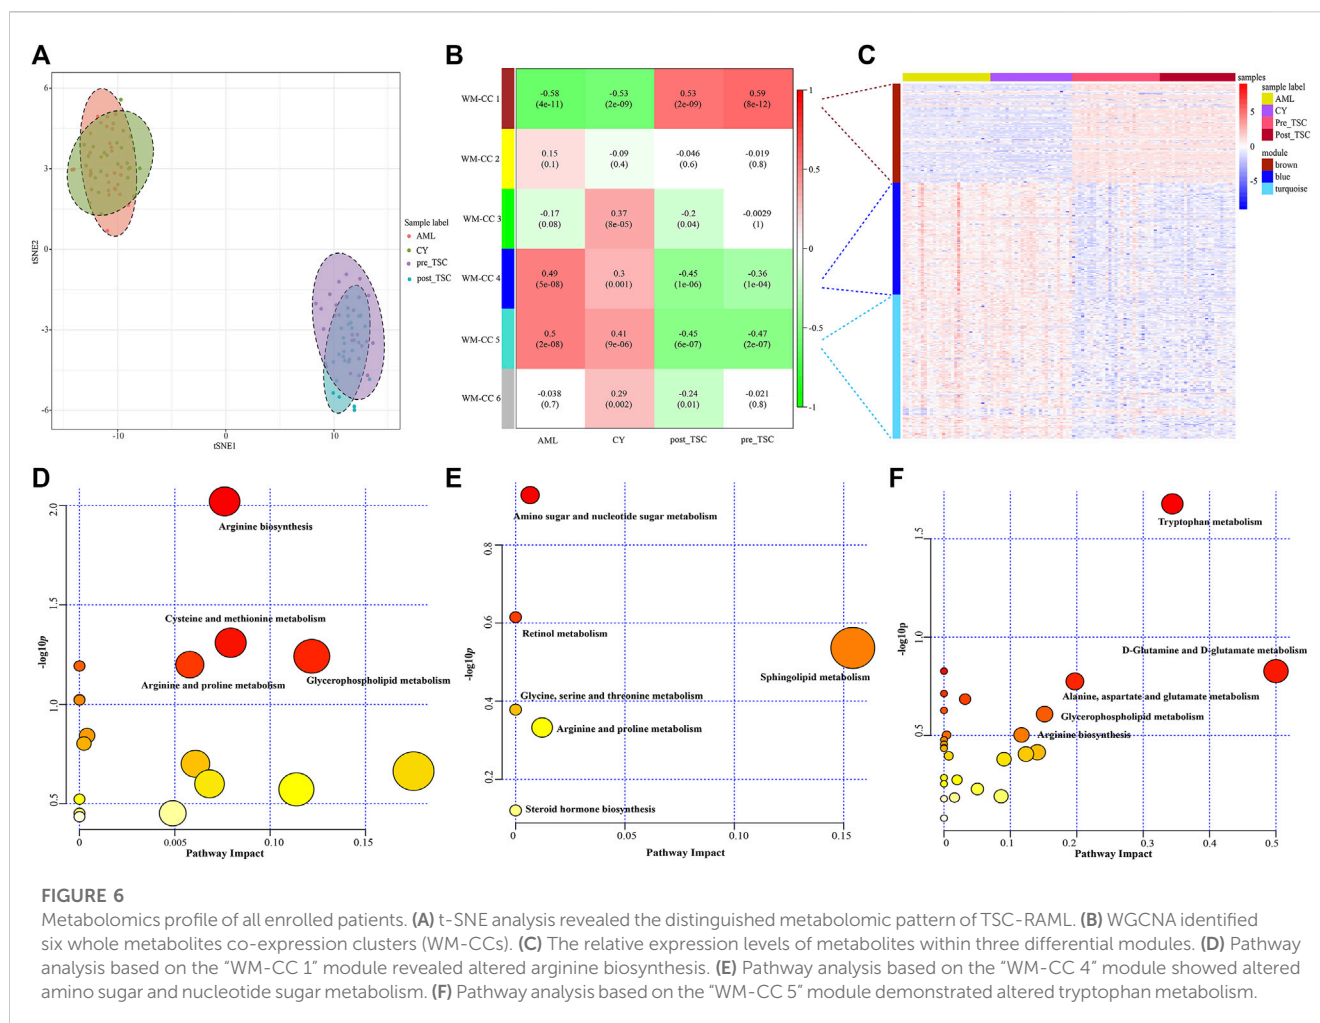 A
6
3
0
-3
-6
tSNE2
-10
0
10
tSNE1
Sample label
AML
CY
pre_TSC
post_TSC
B
WM-CC 1
-0.58
(4e-11)
-0.53
(2e-09)
0.53
(2e-09)
0.59
(8e-12)
WM-CC 2
0.15
(0.1)
-0.09
(0.4)
-0.046
(0.6)
-0.019
(0.8)
WM-CC 3
-0.17
(0.08)
0.37
(8e-05)
-0.2
(0.04)
-0.0029
(1)
WM-CC 4
0.49
(5e-08)
0.3
(0.001)
-0.45
(1e-06)
-0.36
(1e-04)
WM-CC 5
0.5
(2e-08)
0.41
(9e-06)
-0.45
(6e-07)
-0.47
(2e-07)
WM-CC 6
-0.038
(0.7)
0.29
(0.002)
-0.24
(0.01)
-0.021
(0.8)
AML
CY
post_TSC
pre_TSC
1
0.5
0
-0.5
-1
C
samples
sample label
AML
CY
Pre_TSC
Post_TSC
module
brown
blue
turquoise
5
0
-5
D
2.0
1.5
1.0
0.5
-log10p
Arginine biosynthesis
Cysteine and methionine metabolism
Arginine and proline metabolism
Glycerophospholipid metabolism
0
0.005
0.10
0.15
Pathway Impact
E
0.8
0.6
0.4
0.2
-log10p
Amino sugar and nucleotide sugar metabolism
Retinol metabolism
Sphingolipid metabolism
Glycine, serine and threonine metabolism
Arginine and proline metabolism
Steroid hormone biosynthesis
0
0.05
0.10
0.15
Pathway Impact
F
1.5
1.0
0.5
-log10p
Tryptophan metabolism
D-Glutamine and D-glutamate metabolism
Alanine, aspartate and glutamate metabolism
Glycerophospholipid metabolism
Arginine biosynthesis
0
0.1
0.2
0.3
0.4
0.5
Pathway Impact
FIGURE 6
Metabolomics profile of all enrolled patients. (A) t-SNE analysis revealed the distinguished metabolomic pattern of TSC-RAML. (B) WGCNA identified
six whole metabolites co-expression clusters (WM-CCs). (C) The relative expression levels of metabolites within three differential modules. (D) Pathway
analysis based on the “WM-CC 1” module revealed altered arginine biosynthesis. (E) Pathway analysis based on the “WM-CC 4” module showed altered
amino sugar and nucleotide sugar metabolism. (F) Pathway analysis based on the “WM-CC 5” module demonstrated altered tryptophan metabolism.